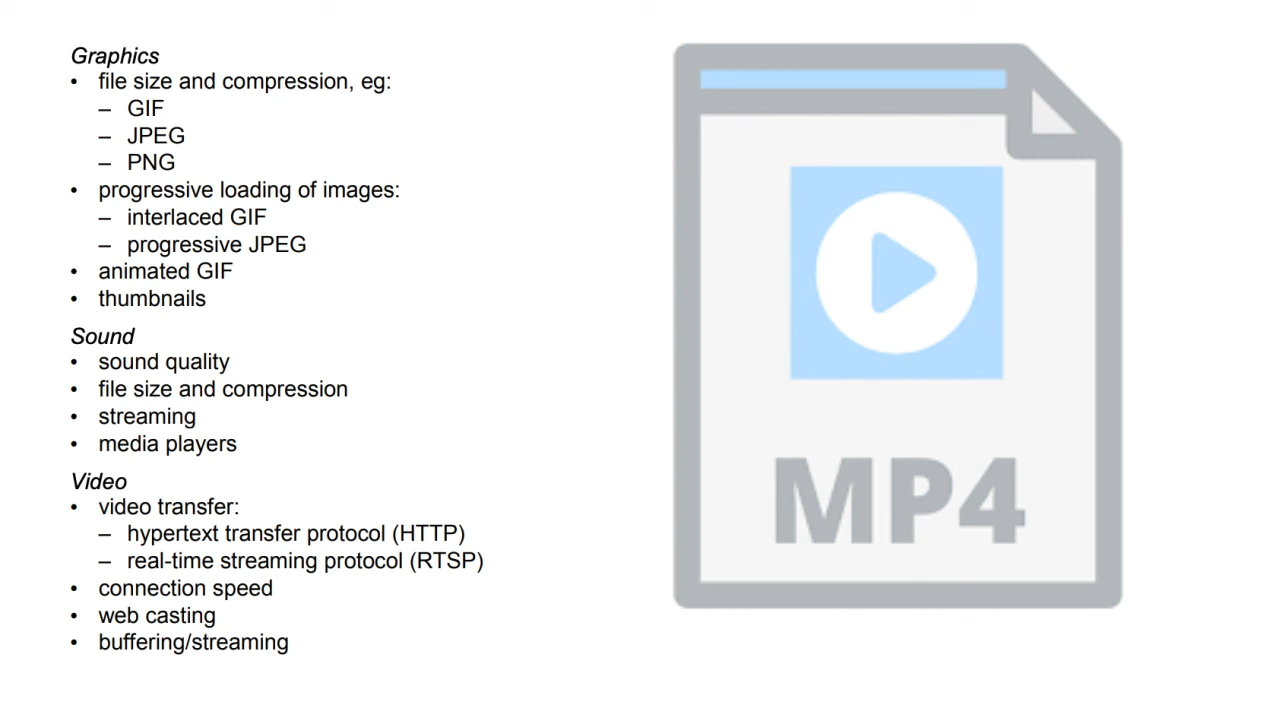 Graphics
• file size and compression, eg:
– GIF
– JPEG
– PNG
• progressive loading of images:
– interlaced GIF
– progressive JPEG
• animated GIF
• thumbnails
Sound
• sound quality
• file size and compression
• streaming
• media players
Video
• video transfer:
– hypertext transfer protocol (HTTP)
– real-time streaming protocol (RTSP)
• connection speed
• web casting
• buffering/streaming
MP4